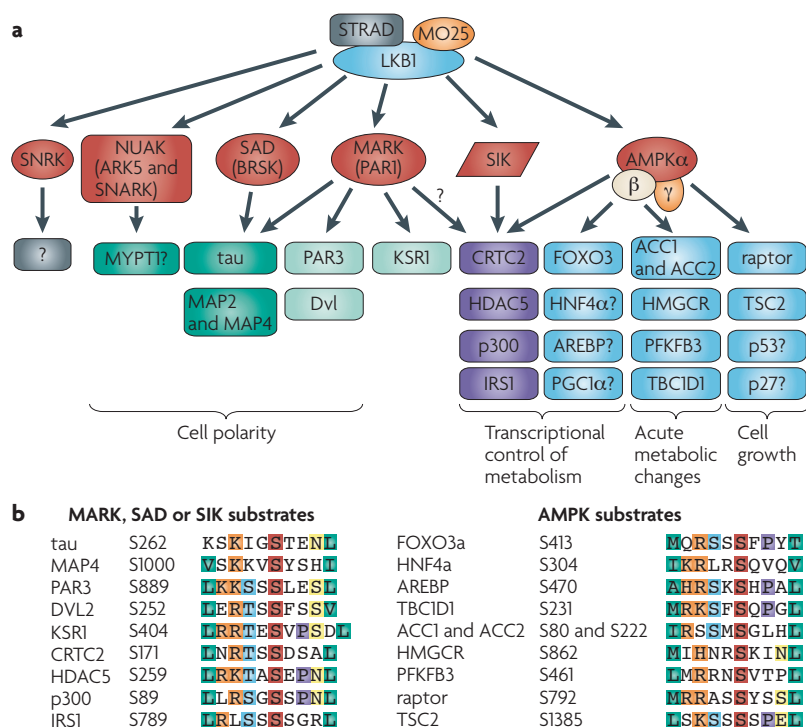 a
STRAD
MO25
LKB1
SNRK
NUAK
(ARK5 and
SNARK)
SAD
(BRSK)
MARK
(PAR1)
SIK
AMPKα
β
γ
?
?
MYPT1?
tau
PAR3
KSR1
CRTC2
FOXO3
ACC1
and ACC2
raptor
MAP2
and MAP4
Dvl
HDAC5
HNF4α?
HMGCR
TSC2
p300
AREBP?
PFKFB3
p53?
IRS1
PGC1α?
TBC1D1
p27?
Cell polarity
Transcriptional
control of
metabolism
Acute
metabolic
changes
Cell
growth
b
MARK, SAD or SIK substrates
tau S262 KSKIGSTENL
MAP4 S1000 VSKKVSYSHI
PAR3 S889 LKKSSSLESL
DVL2 S252 LERTSSFSSV
KSR1 S404 LRRTESVPSDL
CRTC2 S171 LNRTSSDSAL
HDAC5 S259 LRKTASEPNL
p300 S89 LLRSGSSPNL
IRS1 S789 LRLSSSSGRL
AMPK substrates
FOXO3a S413 MQRSSSFPYT
HNF4a S304 IKRLRSQVQV
AREBP S470 AHRSKSHPAL
TBC1D1 S231 MRKSFSQPGL
ACC1 and ACC2 S80 and S222 IRSSMSGLHL
HMGCR S862 MIHNRSKINL
PFKFB3 S461 LMRRNSVTPL
raptor S792 MRRASSYSSL
TSC2 S1385 LSKSSSSPEL